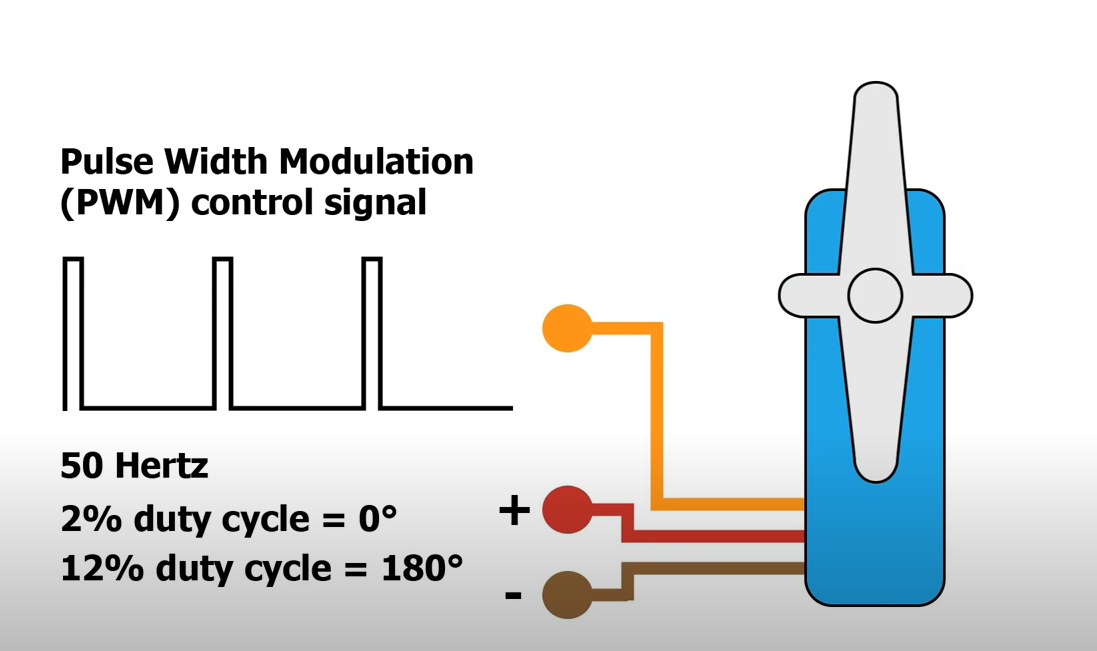 Pulse Width Modulation
(PWM) control signal
50 Hertz
2% duty cycle = 0°
12% duty cycle = 180°
+
-